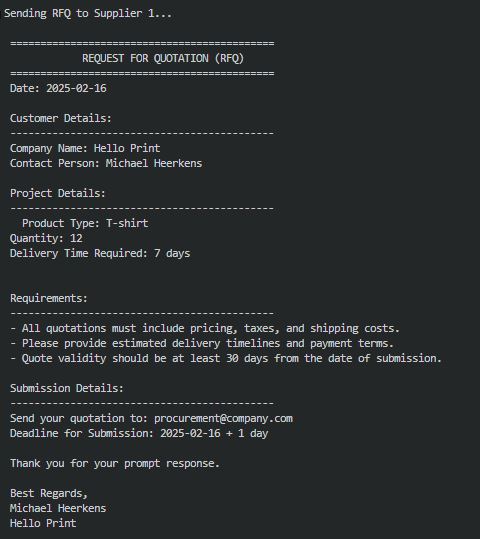 Sending RFQ to Supplier 1...
============================================
REQUEST FOR QUOTATION (RFQ)
============================================
Date: 2025-02-16
Customer Details:
--------------------------------------------
Company Name: Hello Print
Contact Person: Michael Heerkens
Project Details:
--------------------------------------------
Product Type: T-shirt
Quantity: 12
Delivery Time Required: 7 days
Requirements:
--------------------------------------------
- All quotations must include pricing, taxes, and shipping costs.
- Please provide estimated delivery timelines and payment terms.
- Quote validity should be at least 30 days from the date of submission.
Submission Details:
--------------------------------------------
Send your quotation to: procurement@company.com
Deadline for Submission: 2025-02-16 + 1 day
Thank you for your prompt response.
Best Regards,
Michael Heerkens
Hello Print